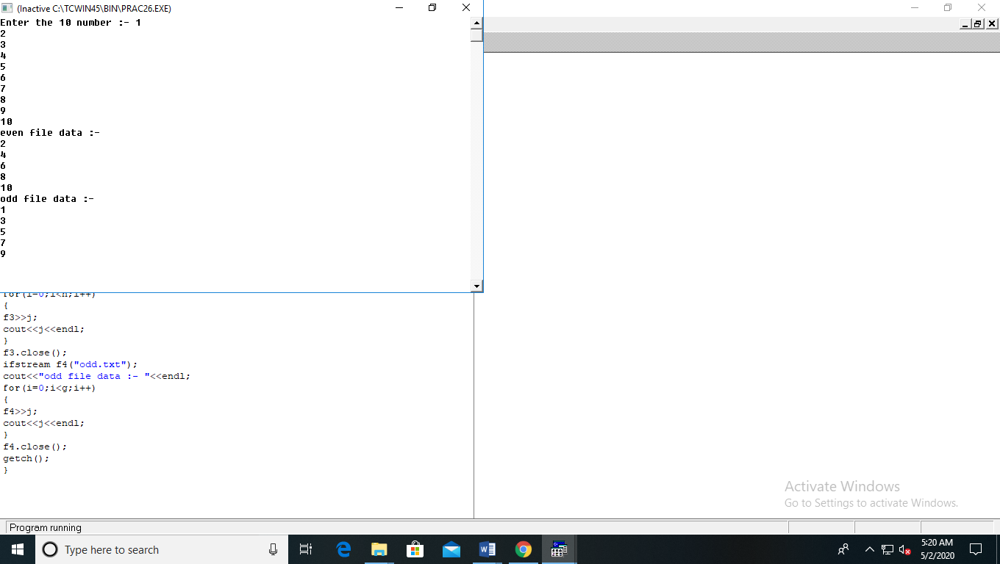 (Inactive C:\TCWIN45\BIN\PRAC26.EXE)
Enter the 10 number :- 1
2
3
4
5
6
7
8
9
10
even file data :-
2
4
6
8
10
odd file data :-
1
3
5
7
9
for(i=0;i<h;i++)
{
f3>>j;
cout<<j<<endl;
}
f3.close();
ifstream f4("odd.txt");
cout<<"odd file data :- "<<endl;
for(i=0;i<g;i++)
{
f4>>j;
cout<<j<<endl;
}
f4.close();
getch();
}
Activate Windows
Go to Settings to activate Windows.
Program running
Type here to search
5:20 AM
5/2/2020